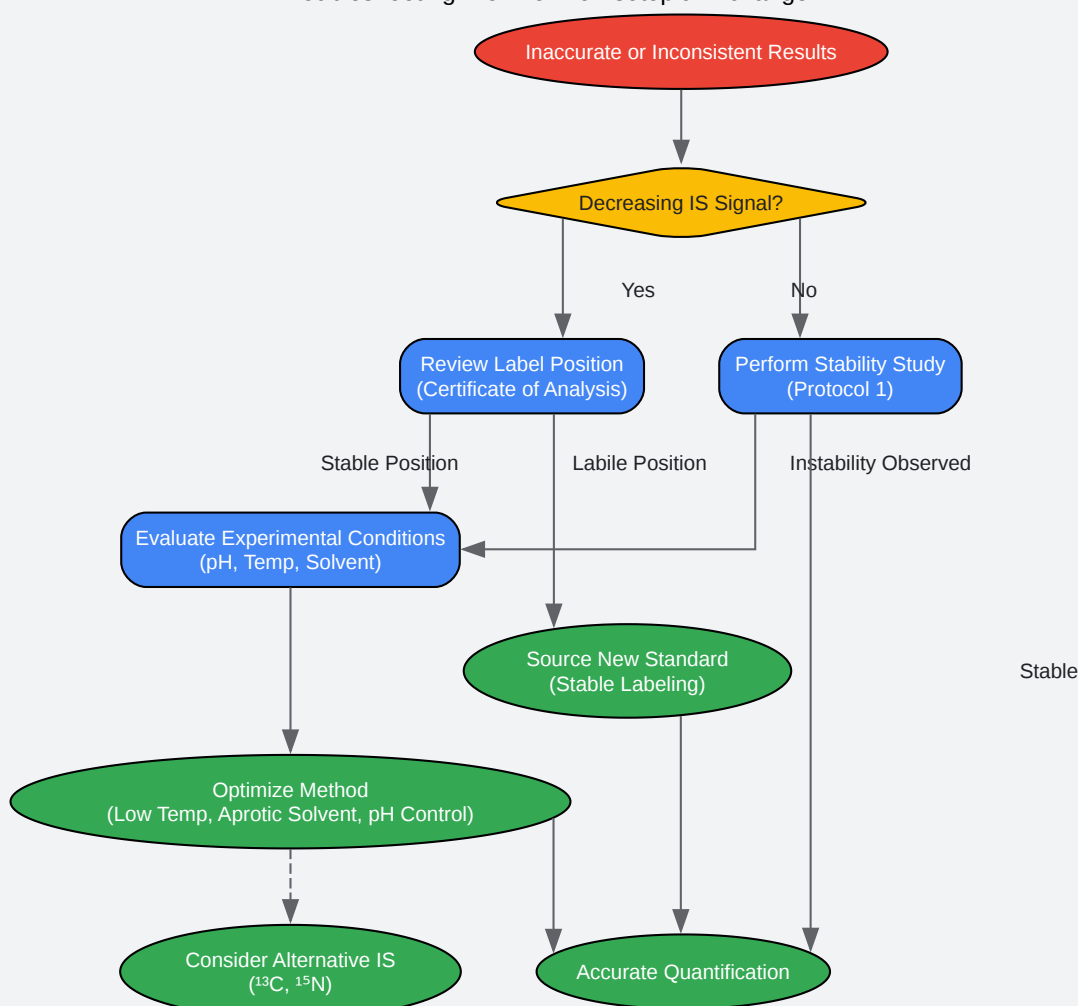 Inaccurate or Inconsistent Results
Decreasing IS Signal?
Yes
No
Review Label Position
(Certificate of Analysis)
Perform Stability Study
(Protocol 1)
Stable Position
Labile Position
Instability Observed
Evaluate Experimental Conditions
(pH, Temp, Solvent)
Source New Standard
(Stable Labeling)
Stable
Optimize Method
(Low Temp, Aprotic Solvent, pH Control)
Consider Alternative IS
(¹³C, ¹⁵N)
Accurate Quantification